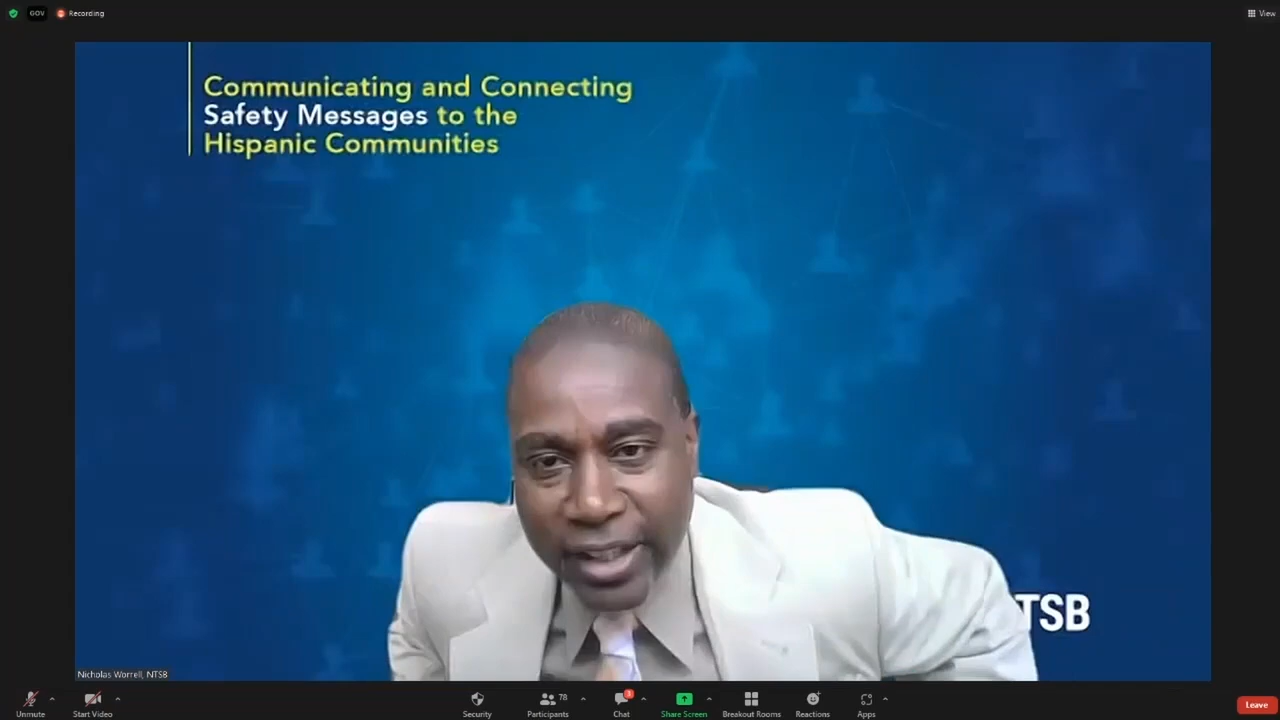 GOV
Recording
View
Communicating and Connecting
Safety Messages to the
Hispanic Communities
TSB
Nicholas Worrell, NTSB
Unmute
Start Video
Security
78
Participants
3
Chat
Share Screen
Breakout Rooms
Reactions
Apps
Leave